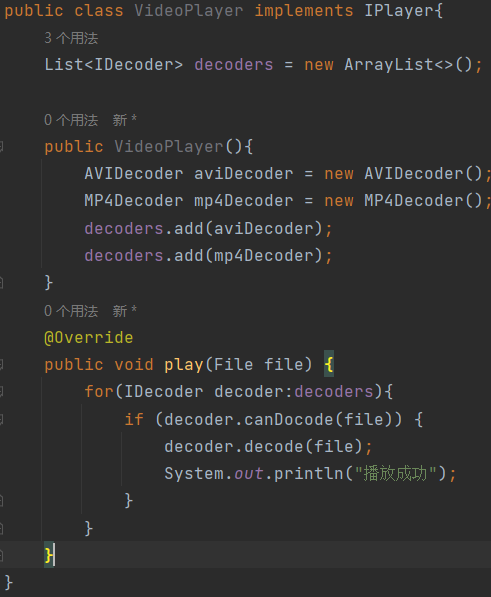 public class VideoPlayer implements IPlayer{
3 个用法
List<IDecoder> decoders = new ArrayList<>();
0 个用法 新 *
public VideoPlayer(){
AVIDecoder aviDecoder = new AVIDecoder();
MP4Decoder mp4Decoder = new MP4Decoder();
decoders.add(aviDecoder);
decoders.add(mp4Decoder);
}
0 个用法 新 *
@Override
public void play(File file) {
for(IDecoder decoder:decoders){
if (decoder.canDocode(file)) {
decoder.decode(file);
System.out.println("播放成功");
}
}
}
}